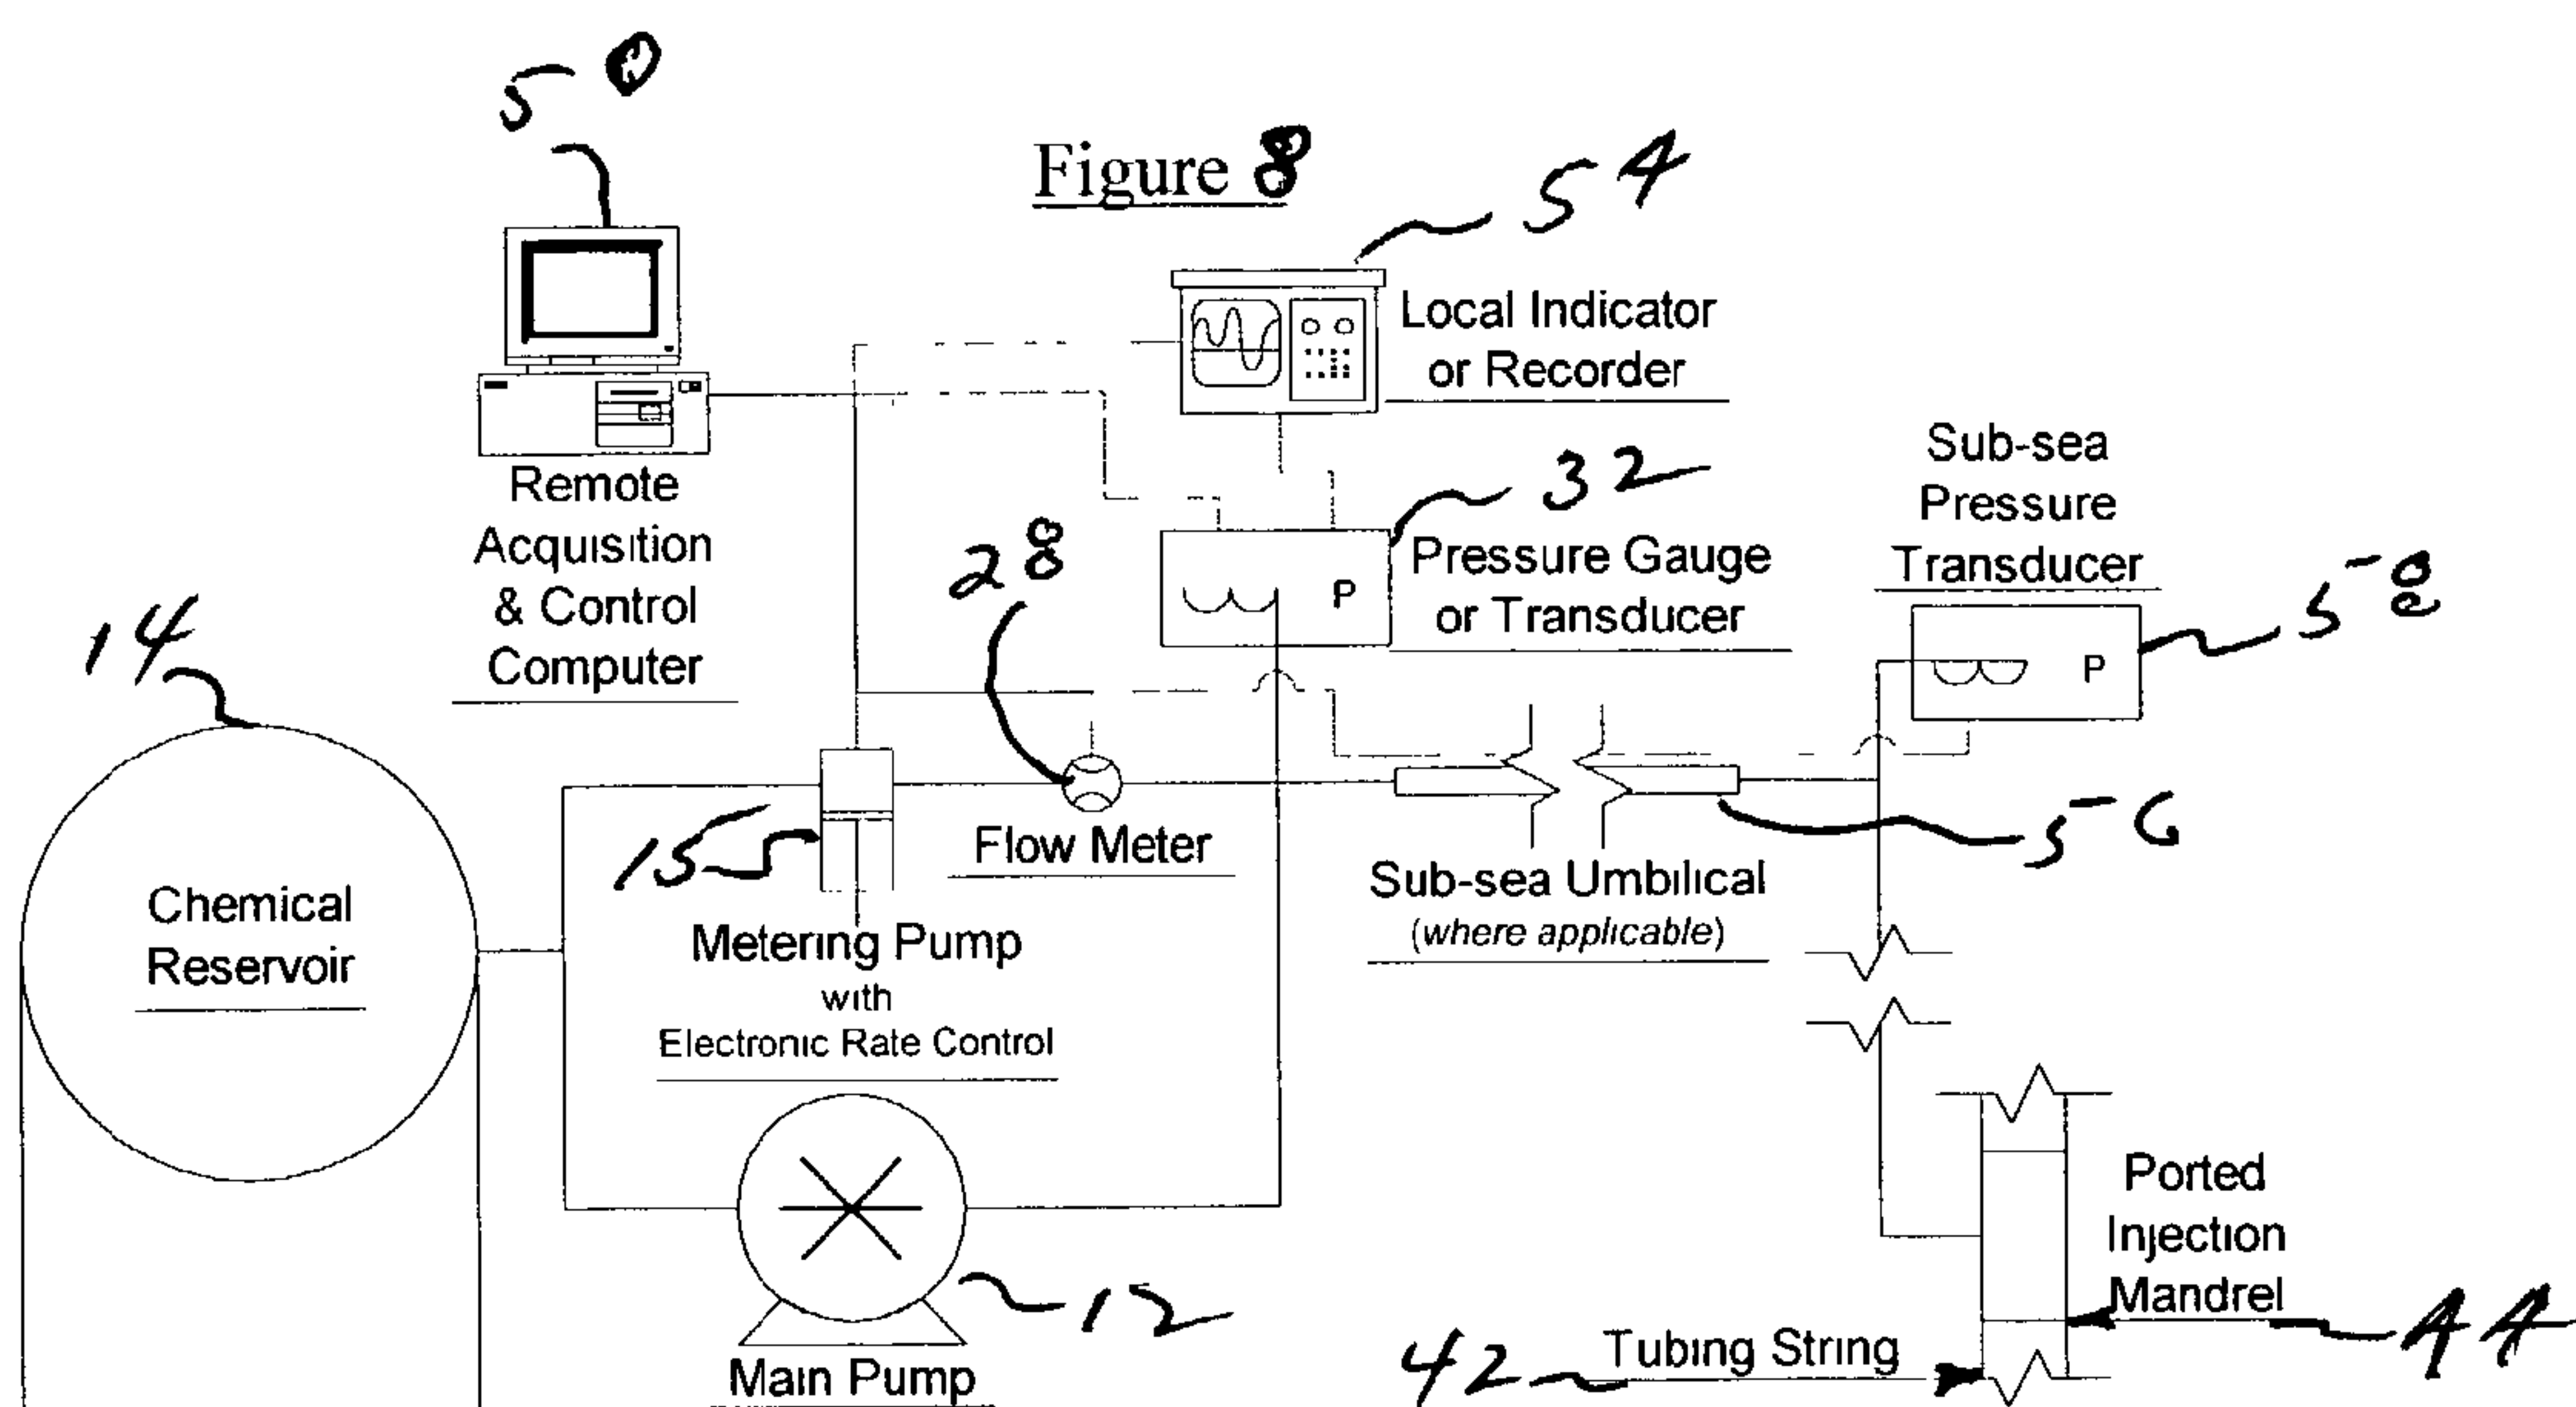 50
Figure 8
54
Local Indicator
or Recorder
Remote
Acquisition
& Control
Computer
32
Pressure Gauge
or Transducer
P
28
Sub-sea
Pressure
Transducer
58
P
14
Chemical
Reservoir
15
Flow Meter
56
Sub-sea Umbilical
(where applicable)
Metering Pump
with
Electronic Rate Control
12
Main Pump
Ported
Injection
Mandrel
44
42
Tubing String